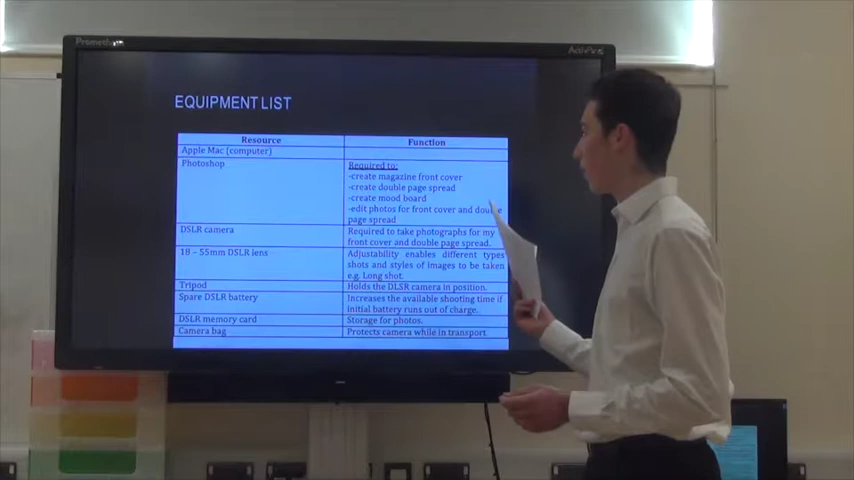 Promethean
ActivPanel
EQUIPMENT LIST
Resource Function
Apple Mac (computer)
Photoshop Required to:
-create magazine front cover
-create double page spread
-create mood board
-edit photos for front cover and double
page spread
DSLR camera Required to take photographs for my
front cover and double page spread.
18 – 55mm DSLR lens Adjustability enables different types
shots and styles of images to be taken
e.g. Long shot.
Tripod Holds the DLSR camera in position.
Spare DSLR battery Increases the available shooting time if
initial battery runs out of charge.
DSLR memory card Storage for photos.
Camera bag Protects camera while in transport